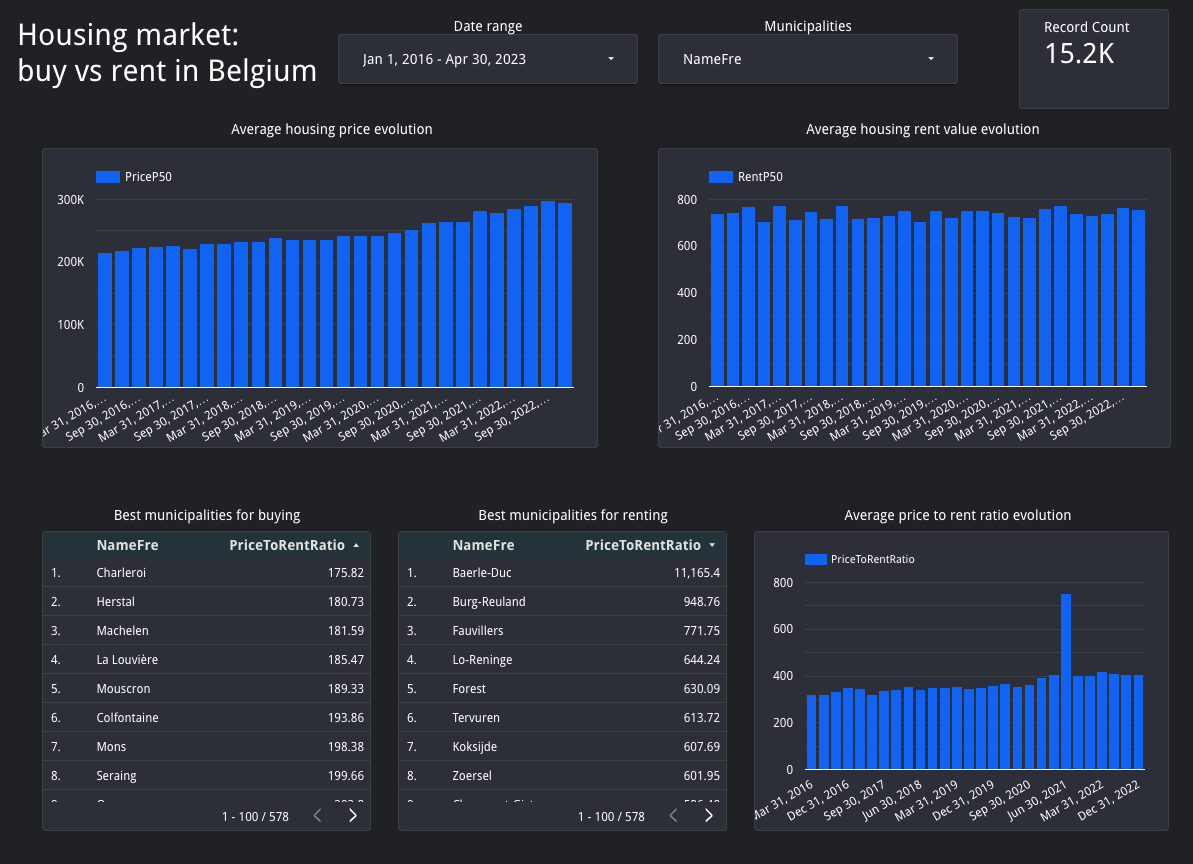 Housing market:
buy vs rent in Belgium
Date range
Jan 1, 2016 - Apr 30, 2023
Municipalities
NameFre
Record Count
15.2K
Average housing price evolution
PriceP50
300K
200K
100K
0
r 31, 2016,...
Sep 30, 2016,...
Mar 31, 2017,...
Sep 30, 2017,...
Mar 31, 2018,...
Sep 30, 2018,...
Mar 31, 2019,...
Sep 30, 2019,...
Mar 31, 2020,...
Sep 30, 2020,...
Mar 31, 2021,...
Sep 30, 2021,...
Mar 31, 2022,...
Sep 30, 2022,...
Average housing rent value evolution
RentP50
800
600
400
200
0
31, 2016,...
Sep 30, 2016,...
Mar 31, 2017,...
Sep 30, 2017,...
Mar 31, 2018,...
Sep 30, 2018,...
Mar 31, 2019,...
Sep 30, 2019,...
Mar 31, 2020,...
Sep 30, 2020,...
Mar 31, 2021,...
Sep 30, 2021,...
Mar 31, 2022,...
Sep 30, 2022,...
Best municipalities for buying
NameFre PriceToRentRatio
1. Charleroi 175.82
2. Herstal 180.73
3. Machelen 181.59
4. La Louvière 185.47
5. Mouscron 189.33
6. Colfontaine 193.86
7. Mons 198.38
8. Seraing 199.66
1 - 100 / 578
Best municipalities for renting
NameFre PriceToRentRatio
1. Baerle-Duc 11,165.4
2. Burg-Reuland 948.76
3. Fauvillers 771.75
4. Lo-Reninge 644.24
5. Forest 630.09
6. Tervuren 613.72
7. Koksijde 607.69
8. Zoersel 601.95
1 - 100 / 578
Average price to rent ratio evolution
PriceToRentRatio
800
600
400
200
0
Mar 31, 2016
Dec 31, 2016
Sep 30, 2017
Jun 30, 2018
Mar 31, 2019
Dec 31, 2019
Sep 30, 2020
Jun 30, 2021
Mar 31, 2022
Dec 31, 2022